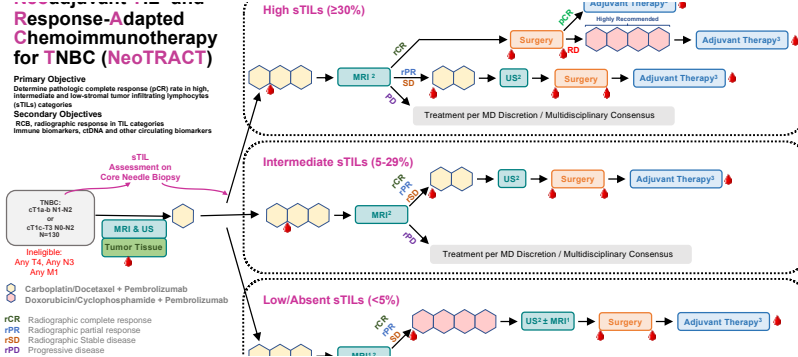 Neoadjuvant TIL- and
Response-Adapted
Chemoimmunotherapy
for TNBC (NeoTRACT)
Primary Objective
Determine pathologic complete response (pCR) rate in high,
intermediate and low-stromal tumor infiltrating lymphocytes
(sTILs) categories
Secondary Objectives
RCB, radiographic response in TIL categories
Immune biomarkers, ctDNA and other circulating biomarkers
sTIL
Assessment on
Core Needle Biopsy
TNBC:
cT1a-b N1-N2
or
cT1c-T3 N0-N2
N=130
MRI & US
Tumor Tissue
Ineligible:
Any T4, Any N3
Any M1
Carboplatin/Docetaxel + Pembrolizumab
Doxorubicin/Cyclophosphamide + Pembrolizumab
rCR Radiographic complete response
rPR Radiographic partial response
rSD Radiographic Stable disease
rPD Progressive disease
High sTILs (≥30%)
MRI 2
rCR
rPR
SD
PD
Surgery
pCR
RD
Adjuvant Therapy
Highly Recommended
Adjuvant Therapy3
US2
Surgery
Adjuvant Therapy3
Treatment per MD Discretion / Multidisciplinary Consensus
Intermediate sTILs (5-29%)
MRI2
rCR
rPR
rSD
rPD
US2
Surgery
Adjuvant Therapy3
Treatment per MD Discretion / Multidisciplinary Consensus
Low/Absent sTILs (<5%)
MRI1,2
rCR
rPR
SD
US2 ± MRI1
Surgery
Adjuvant Therapy3